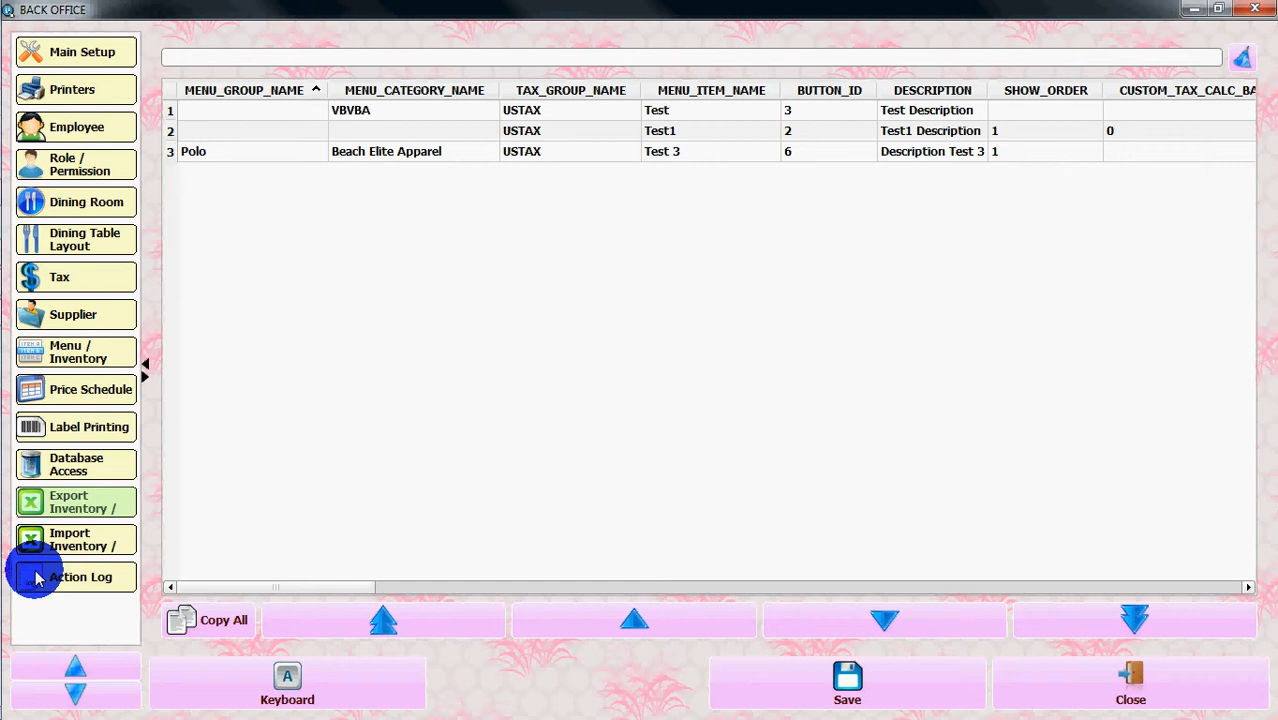 BACK OFFICE
Main Setup
Printers
Employee
Role /
Permission
Dining Room
Dining Table
Layout
Tax
Supplier
Menu /
Inventory
Price Schedule
Label Printing
Database
Access
Export
Inventory /
Import
Inventory /
Action Log
MENU_GROUP_NAME MENU_CATEGORY_NAME TAX_GROUP_NAME MENU_ITEM_NAME BUTTON_ID DESCRIPTION SHOW_ORDER CUSTOM_TAX_CALC_BA
1 VBVBA USTAX Test 3 Test Description
2 USTAX Test1 2 Test1 Description 1 0
3 Polo Beach Elite Apparel USTAX Test 3 6 Description Test 3 1
Copy All
A
Keyboard
Save
Close